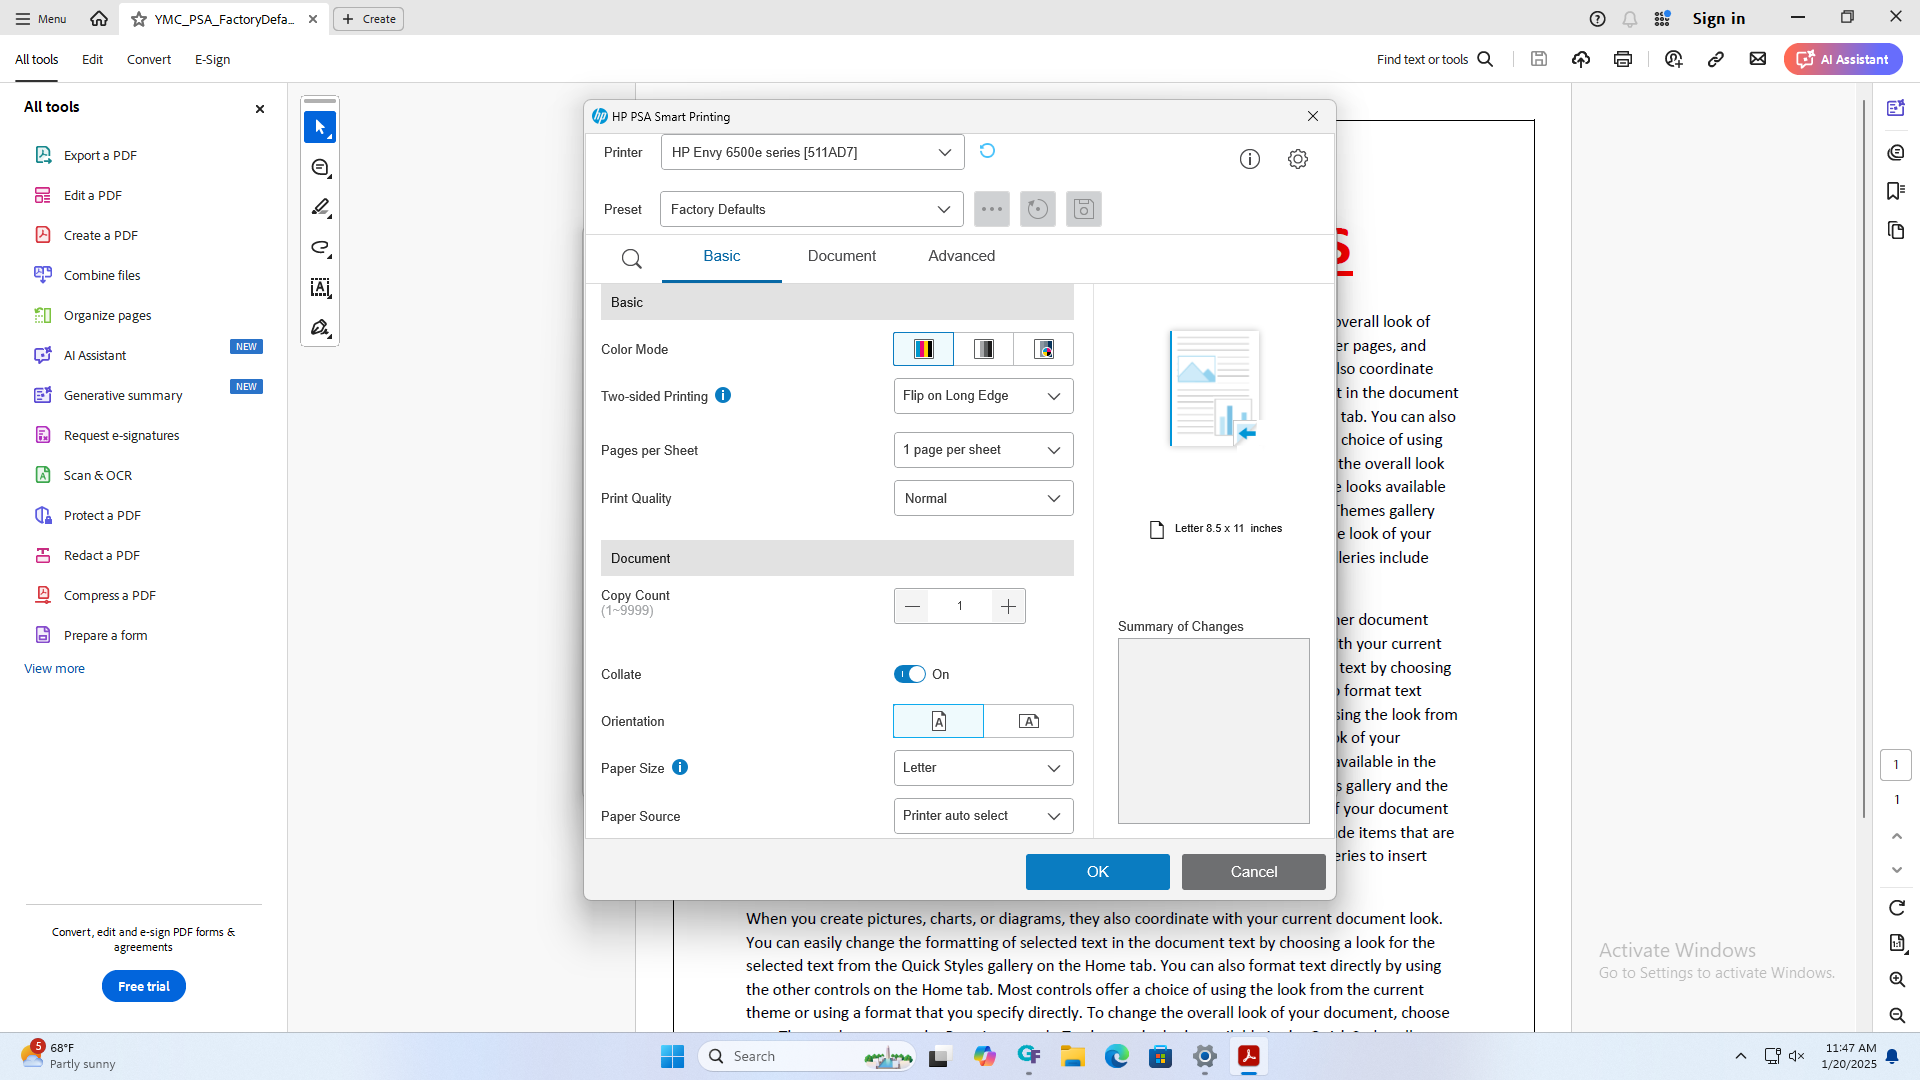 Menu
YMC_PSA_FactoryDefa...
Create
Sign in
All tools
Edit
Convert
E-Sign
Find text or tools
AI Assistant
All tools
Export a PDF
Edit a PDF
Create a PDF
Combine files
Organize pages
AI Assistant
NEW
Generative summary
NEW
Request e-signatures
Scan & OCR
Protect a PDF
Redact a PDF
Compress a PDF
Prepare a form
View more
Convert, edit and e-sign PDF forms & agreements
Free trial
HP PSA Smart Printing
Printer
HP Envy 6500e series [511AD7]
Preset
Factory Defaults
Basic
Document
Advanced
Basic
Color Mode
Two-sided Printing
Flip on Long Edge
Pages per Sheet
1 page per sheet
Print Quality
Normal
Document
Copy Count
(1~9999)
1
Collate
On
Orientation
Paper Size
Letter
Paper Source
Printer auto select
Letter 8.5 x 11 inches
Summary of Changes
OK
Cancel
S
overall look of
er pages, and
lso coordinate
t in the document
tab. You can also
choice of using
the overall look
e looks available
Themes gallery
e look of your
leries include
her document
th your current
text by choosing
o format text
sing the look from
ok of your
available in the
s gallery and the
f your document
de items that are
eries to insert
When you create pictures, charts, or diagrams, they also coordinate with your current document look.
You can easily change the formatting of selected text in the document text by choosing a look for the
selected text from the Quick Styles gallery on the Home tab. You can also format text directly by using
the other controls on the Home tab. Most controls offer a choice of using the look from the current
theme or using a format that you specify directly. To change the overall look of your document, choose
1
1
Activate Windows
Go to Settings to activate Windows.
5
68°F
Partly sunny
Search
11:47 AM
1/20/2025